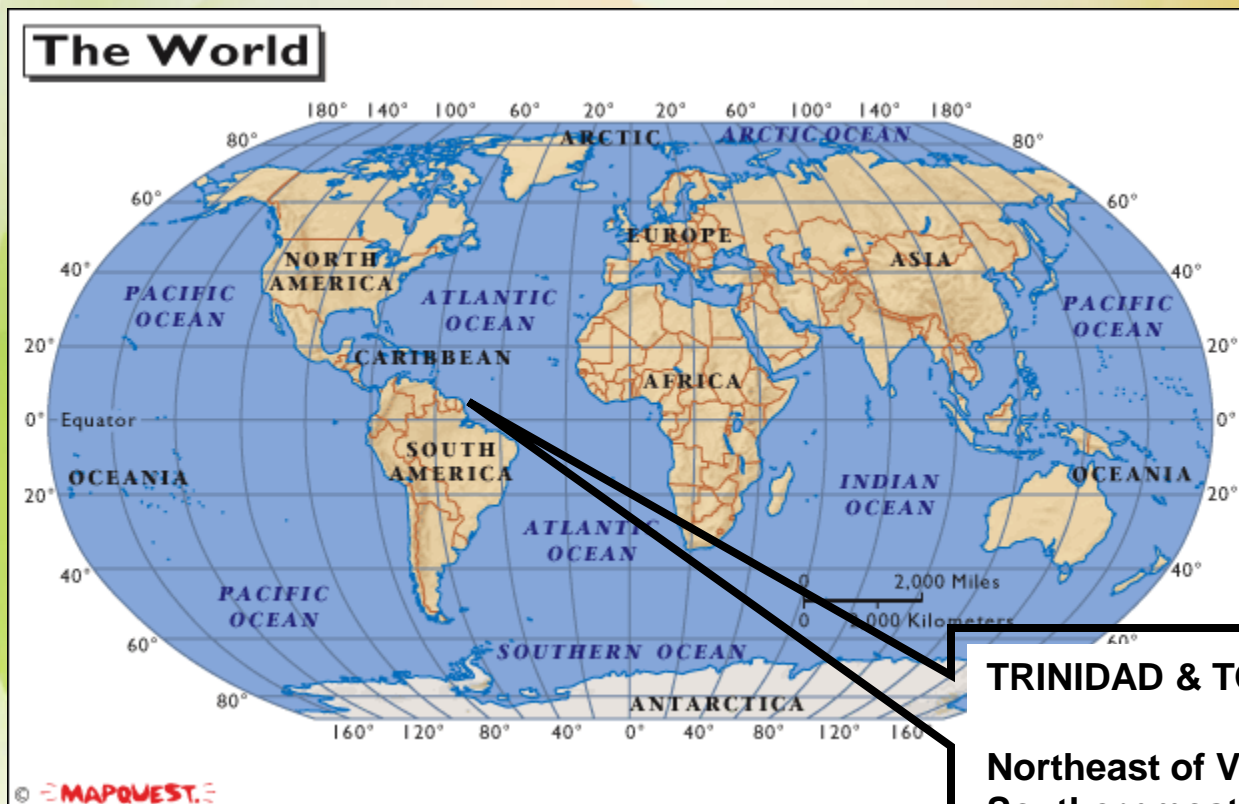 The World
180° 140° 100° 60° 20° 20° 60° 100° 140° 180°
80° ARCTIC ARCTIC OCEAN 80°
60° 60°
EUROPE
NORTH AMERICA
ASIA
40° 40°
PACIFIC OCEAN
ATLANTIC OCEAN
PACIFIC OCEAN
20° CARIBBEAN 20°
AFRICA
0° Equator 0°
SOUTH AMERICA
OCEANIA OCEANIA
INDIAN OCEAN
20° 20°
ATLANTIC OCEAN
40° 40°
0 2,000 Miles
0 2,000 Kilometers
PACIFIC OCEAN
60° 60°
SOUTHERN OCEAN
80° ANTARCTICA
160° 120° 80° 40° 0° 40° 80° 120° 160°
TRINIDAD & TO
Northeast of V
© MAPQUEST.